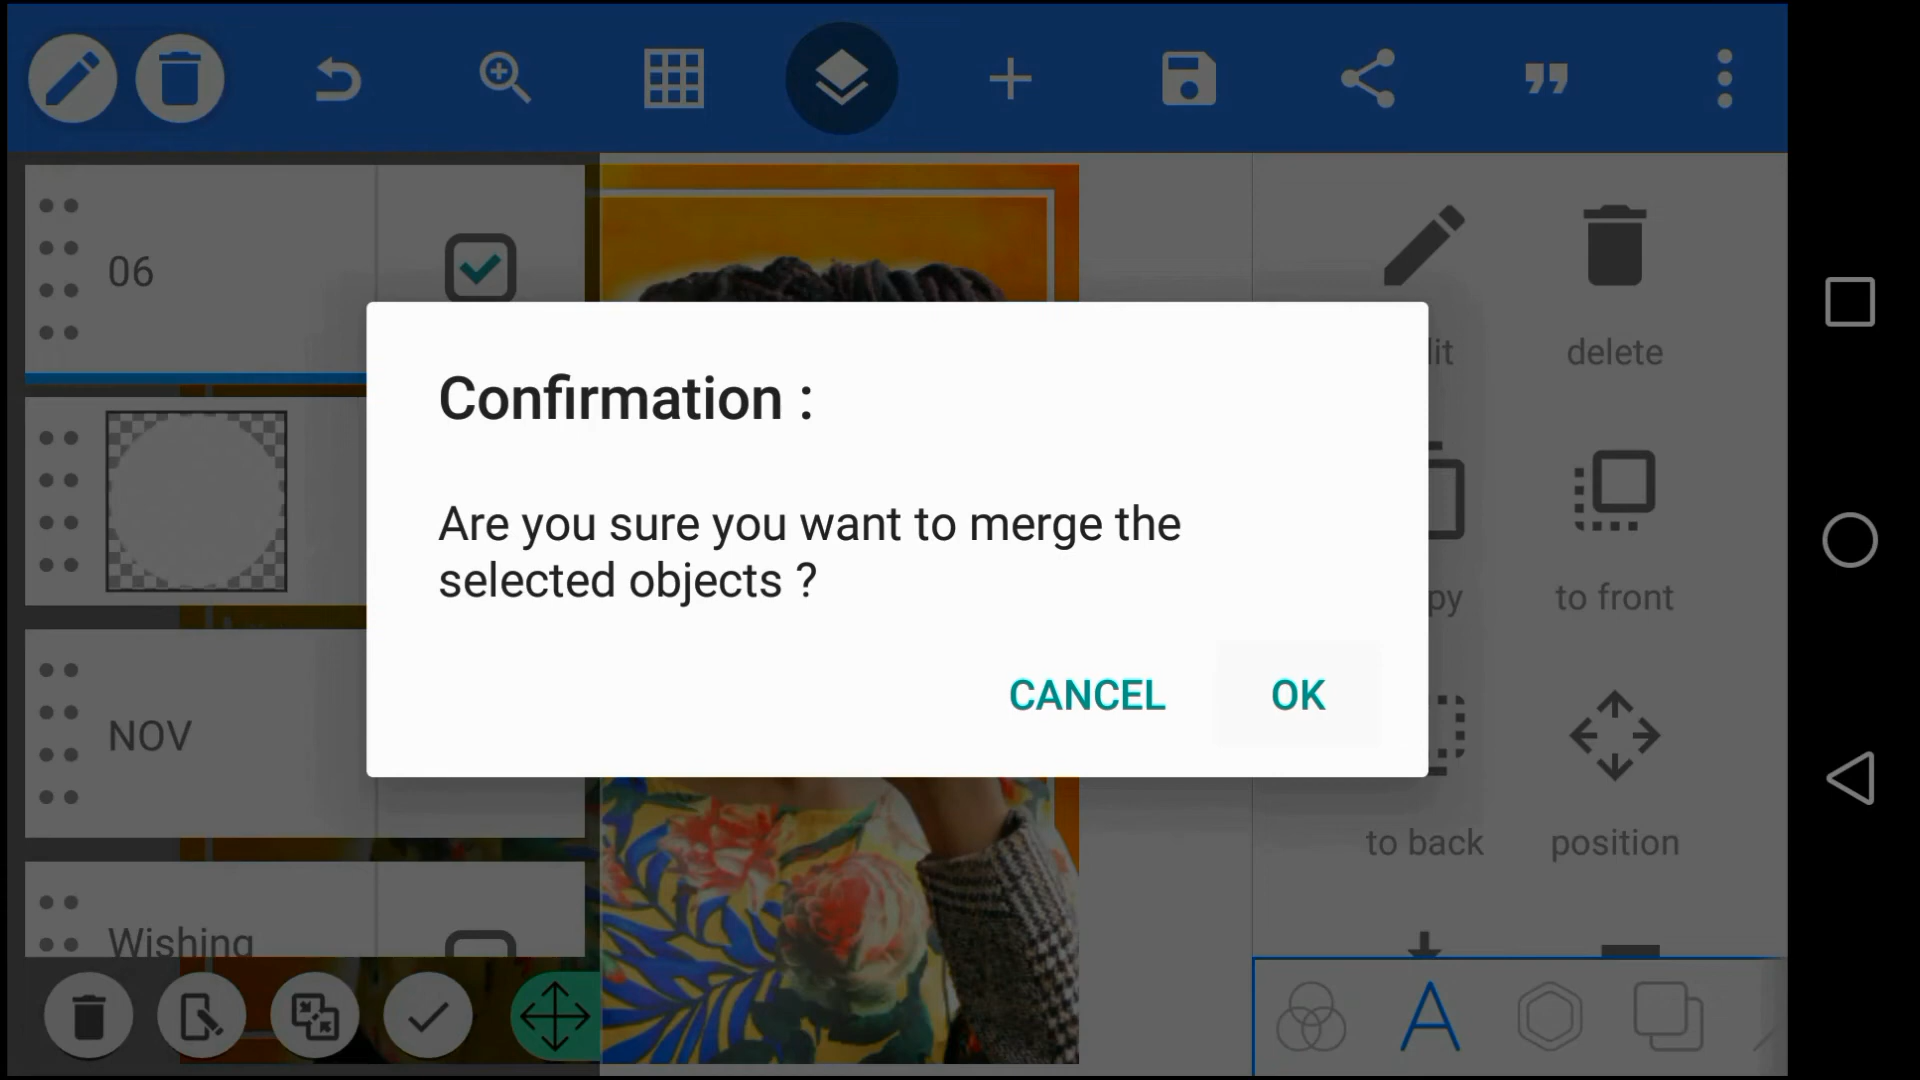 06
NOV
Wishing
Confirmation :
Are you sure you want to merge the
selected objects ?
CANCEL
OK
delete
to front
to back
position